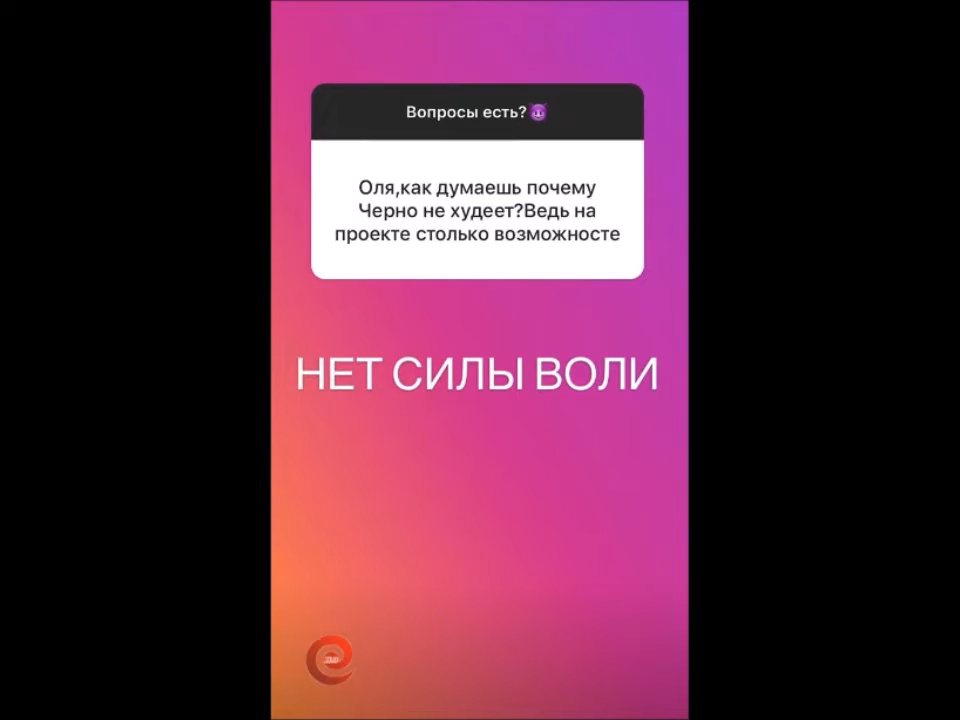 Вопросы есть?😈
Оля,как думаешь почему
Черно не худеет?Ведь на
проекте столько возможносте
НЕТ СИЛЫ ВОЛИ